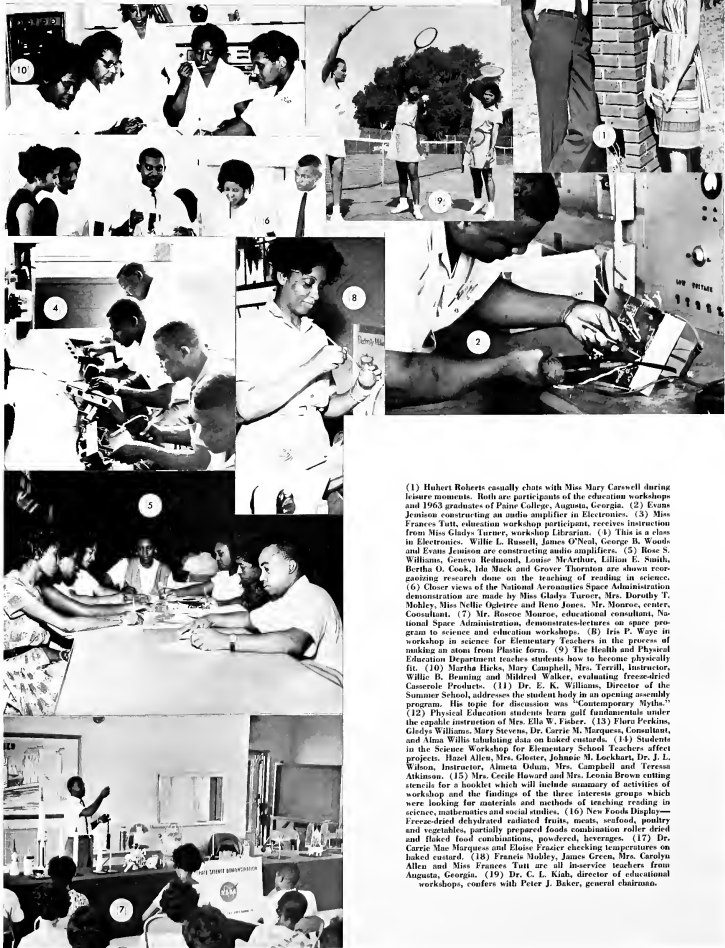 10
1
9
6
LOW VOLTAGE
4
8
2
5
SPACE SCIENCE DEMONSTRATION
NASA
7
(1) Hubert Roberts casually chats with Miss Mary Carswell during
leisure moments. Both are participants of the education workshops
and 1963 graduates of Paine College, Augusta, Georgia. (2) Evans
Jemison constructing an audio amplifier in Electronics. (3) Miss
Frances Tutt, education workshop participant, receives instruction
from Miss Gladys Turner, workshop Librarian. (4) This is a class
in Electronics. Willie L. Russell, James O'Neal, George B. Woods
and Evans Jemison are constructing audio amplifiers. (5) Rose S.
Williams, Geneva Redmond, Louise McArthur, Lillian E. Smith,
Bertha O. Cook, Ida Mack and Grover Thornton are shown reor-
ganizing research done on the teaching of reading in science.
(6) Closer views of the National Aeronautics Space Administration
demonstration are made by Miss Gladys Turner, Mrs. Dorothy T.
Mobley, Miss Nellie Ogletree and Reno Jones. Mr. Monroe, center,
Consultant. (7) Mr. Roscoe Monroe, educational consultant, Na-
tional Space Administration, demonstrates-lectures on space pro-
gram to science and education workshops. (8) Iris P. Waye in
workshop in science for Elementary Teachers in the process of
making an atom from Plastic form. (9) The Health and Physical
Education Department teaches students how to become physically
fit. (10) Martha Hicks, Mary Campbell, Mrs. Terrill, Instructor,
Willie B. Benning and Mildred Walker, evaluating freeze-dried
Casserole Products. (11) Dr. E. K. Williams, Director of the
Summer School, addresses the student body in an opening assembly
program. His topic for discussion was "Contemporary Myths."
(12) Physical Education students learn golf fundamentals under
the capable instruction of Mrs. Ella W. Fisher. (13) Flora Perkins,
Gladys Williams, Mary Stevens, Dr. Carrie M. Marquess, Consultant,
and Alma Willis tabulating data on baked custards. (14) Students
in the Science Workshop for Elementary School Teachers affect
projects. Hazel Allen, Mrs. Gloster, Johnnie M. Lockhart, Dr. J. L.
Wilson, Instructor, Almeta Odum, Mrs. Campbell and Teressa
Atkinson. (15) Mrs. Cecile Howard and Mrs. Leonia Brown cutting
stencils for a booklet which will include summary of activities of
workshop and the findings of the three interests groups which
were looking for materials and methods of teaching reading in
science, mathematics and social studies. (16) New Foods Display—
Freeze-dried dehydrated radiated fruits, meats, seafood, poultry
and vegetables, partially prepared foods combination roller dried
and flaked food combinations, powdered, beverages. (17) Dr.
Carrie Mae Marquess and Eloise Frazier checking temperatures on
baked custard. (18) Francis Mobley, James Green, Mrs. Carolyn
Allen and Miss Frances Tutt are all in-service teachers from
Augusta, Georgia. (19) Dr. C. L. Kiah, director of educational
workshops, confers with Peter J. Baker, general chairman.